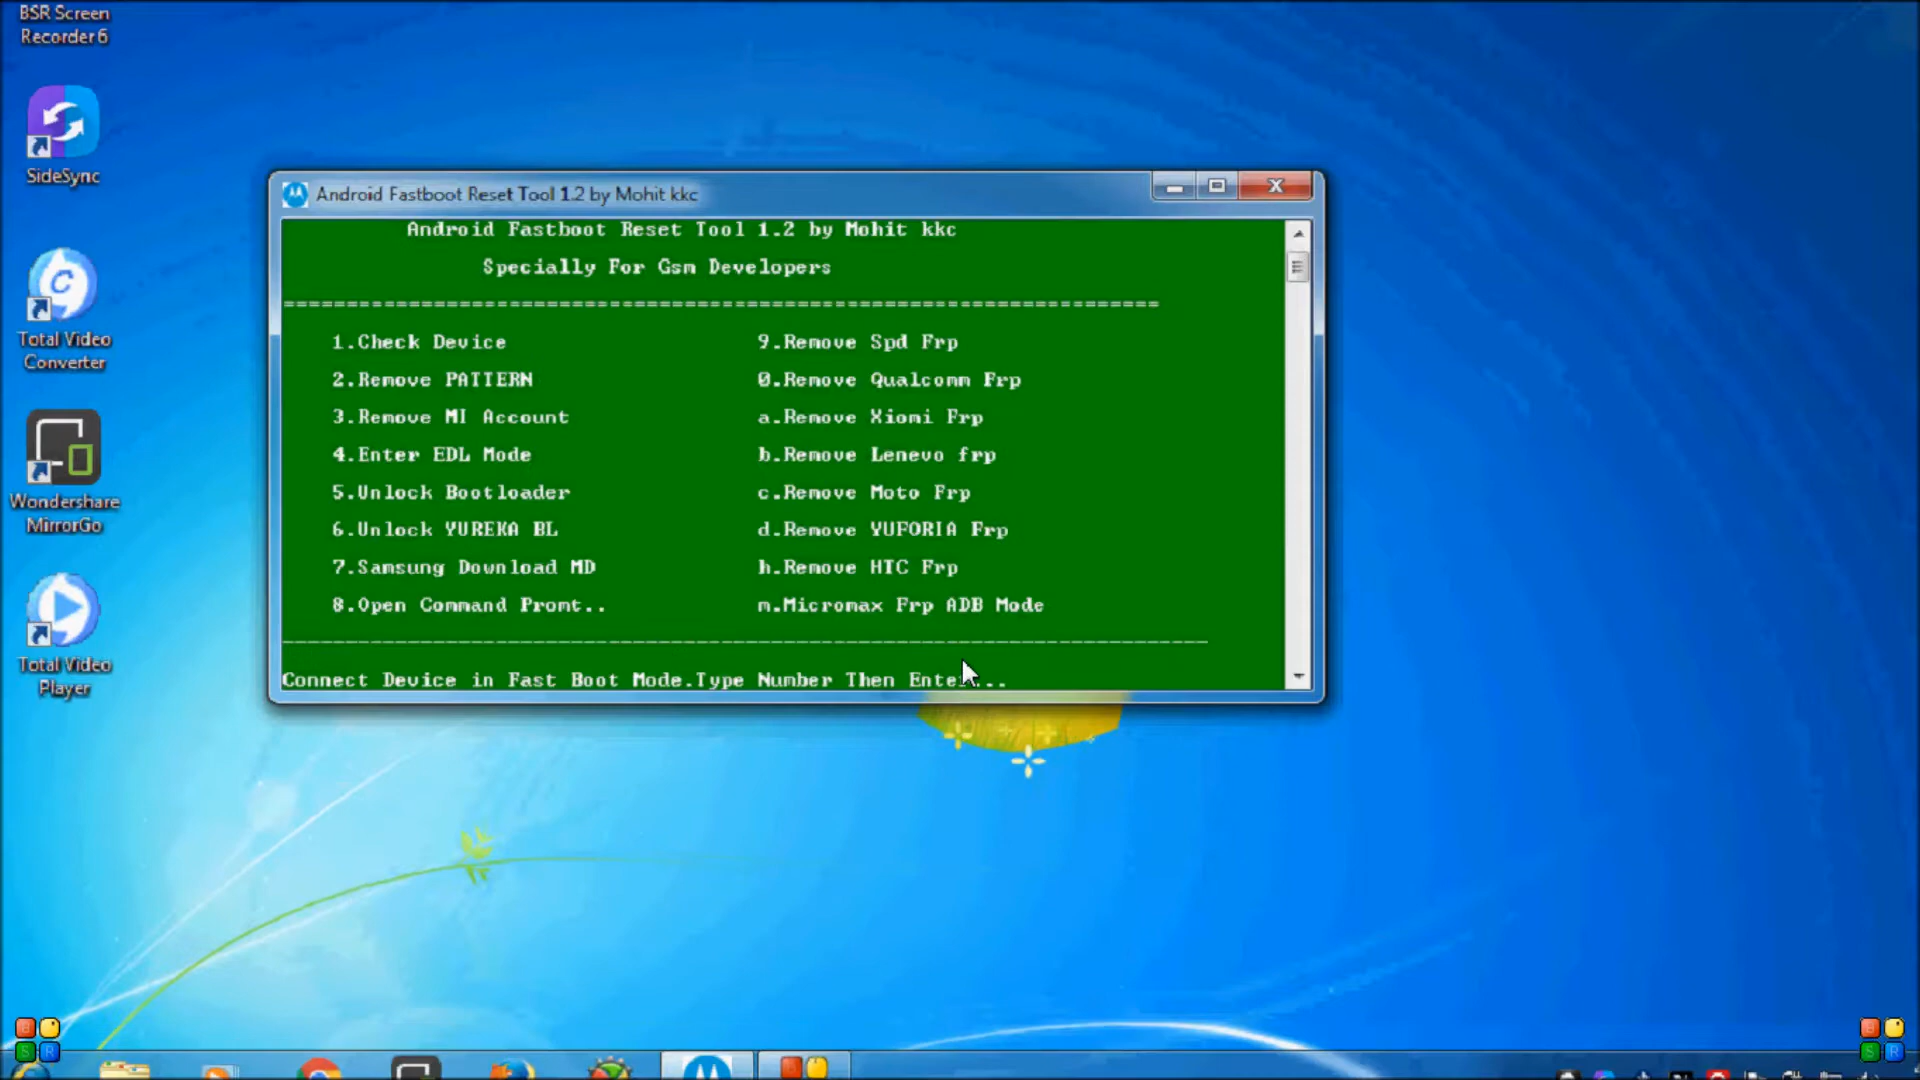 BSR Screen
Recorder 6
SideSync
Total Video
Converter
Wondershare
MirrorGo
Total Video
Player
Android Fastboot Reset Tool 1.2 by Mohit kkc
Android Fastboot Reset Tool 1.2 by Mohit kkc
Specially For Gsm Developers
1.Check Device
9.Remove Spd Frp
2.Remove PATTERN
0.Remove Qualcomm Frp
3.Remove MI Account
a.Remove Xiomi Frp
4.Enter EDL Mode
b.Remove Lenevo frp
5.Unlock Bootloader
c.Remove Moto Frp
6.Unlock YUREKA BL
d.Remove YUFORIA Frp
7.Samsung Download MD
h.Remove HTC Frp
8.Open Command Promt..
m.Micromax Frp ADB Mode
Connect Device in Fast Boot Mode.Type Number Then Enter...